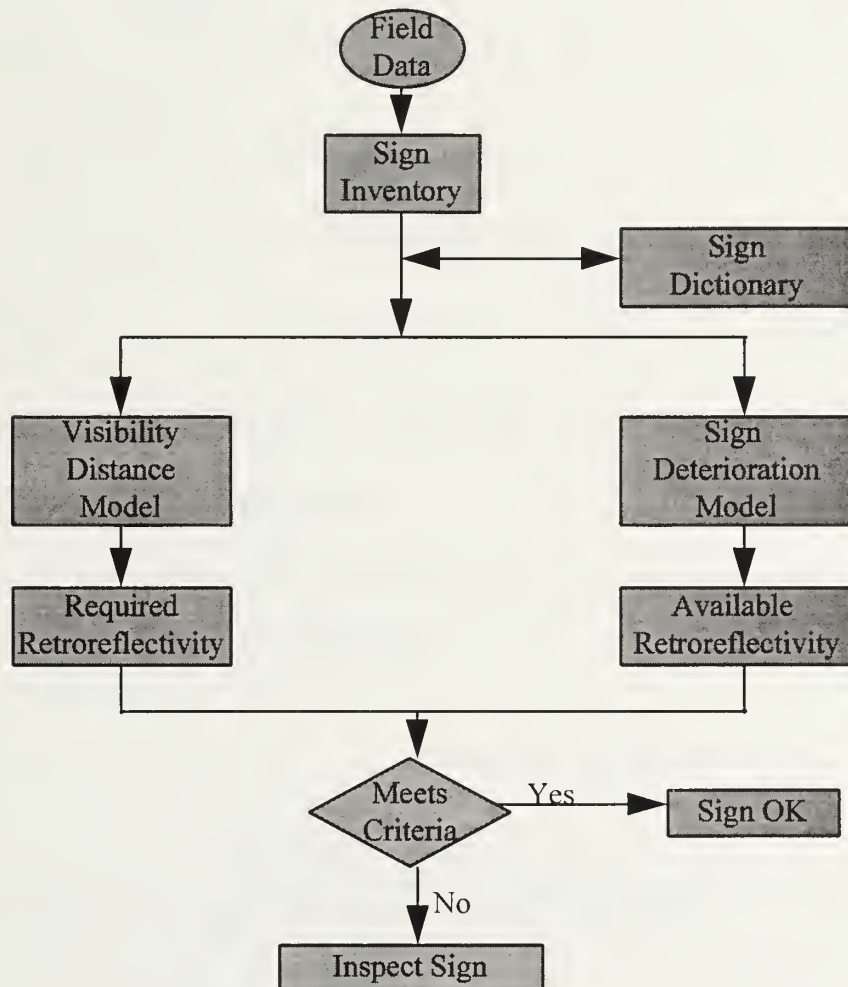 Field
Data
Sign
Inventory
Sign
Dictionary
Visibility
Distance
Model
Sign
Deterioration
Model
Required
Retroreflectivity
Available
Retroreflectivity
Meets
Criteria
Yes
Sign OK
No
Inspect Sign